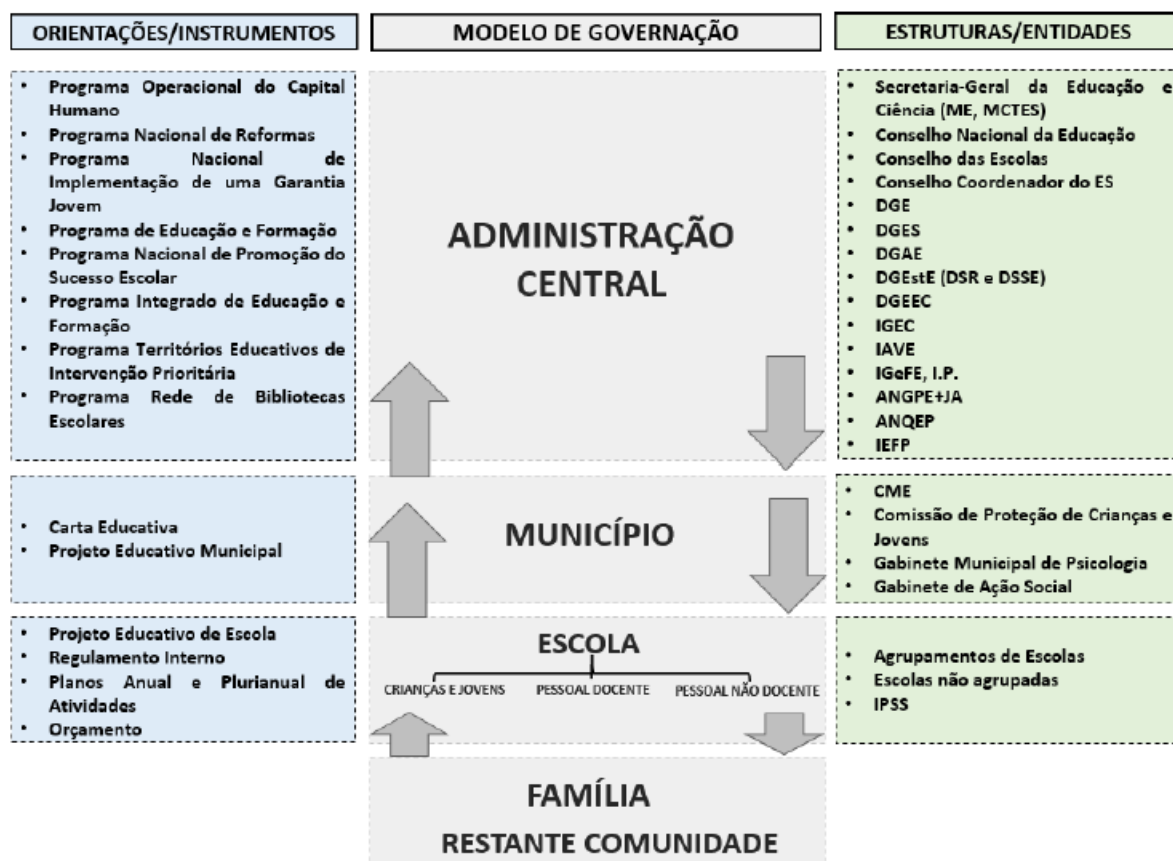 ORIENTAÇÕES/INSTRUMENTOS
MODELO DE GOVERNAÇÃO
ESTRUTURAS/ENTIDADES
• Programa Operacional do Capital
Humano
• Programa Nacional de Reformas
• Programa Nacional de
Implementação de uma Garantia
Jovem
• Programa de Educação e Formação
• Programa Nacional de Promoção do
Sucesso Escolar
• Programa Integrado de Educação e
Formação
• Programa Territórios Educativos de
Intervenção Prioritária
• Programa Rede de Bibliotecas
Escolares
ADMINISTRAÇÃO
CENTRAL
• Secretaria-Geral da Educação e
Ciência (ME, MCTES)
• Conselho Nacional da Educação
• Conselho das Escolas
• Conselho Coordenador do ES
• DGE
• DGES
• DGAE
• DGEstE (DSR e DSSE)
• DGEEC
• IGEC
• IAVE
• IGeFE, I.P.
• ANGPE+JA
• ANQEP
• IEFP
• Carta Educativa
• Projeto Educativo Municipal
MUNICÍPIO
• CME
• Comissão de Proteção de Crianças e
Jovens
• Gabinete Municipal de Psicologia
• Gabinete de Ação Social
• Projeto Educativo de Escola
• Regulamento Interno
• Planos Anual e Plurianual de
Atividades
• Orçamento
ESCOLA
CRIANÇAS E JOVENS
PESSOAL DOCENTE
PESSOAL NÃO DOCENTE
• Agrupamentos de Escolas
• Escolas não agrupadas
• IPSS
FAMÍLIA
RESTANTE COMUNIDADE